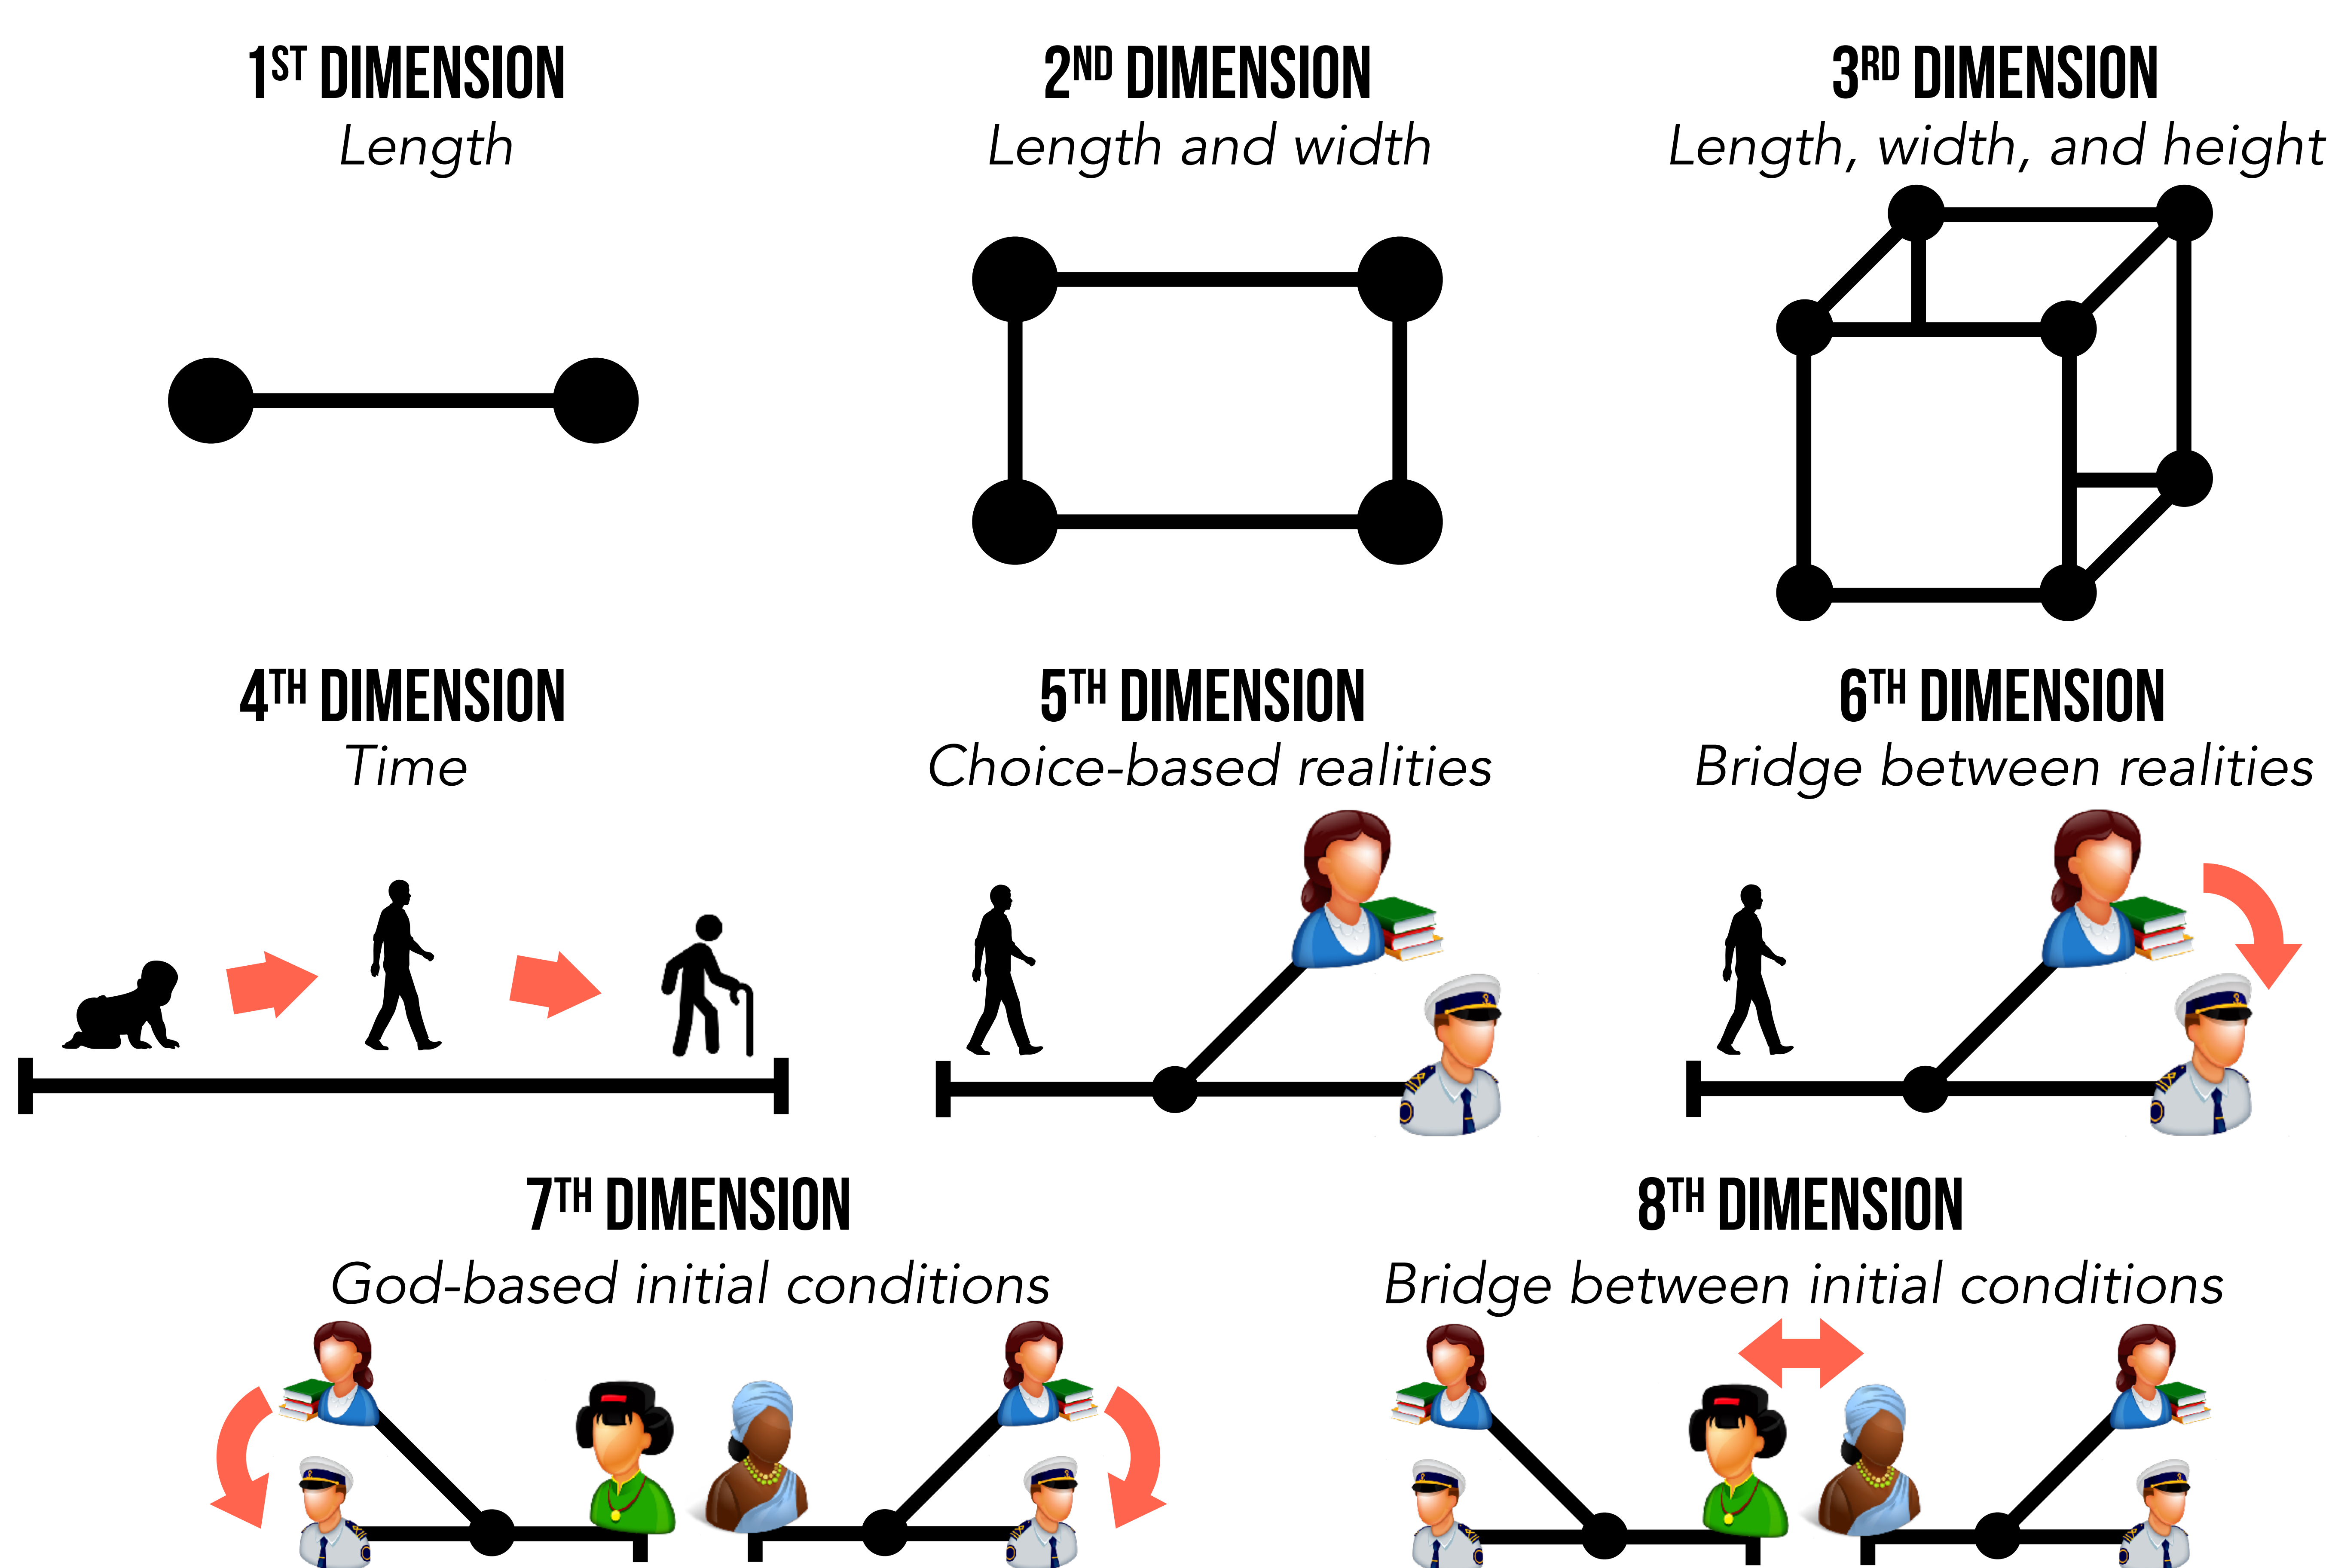 1ST DIMENSION
Length
2ND DIMENSION
Length and width
3RD DIMENSION
Length, width, and height
4TH DIMENSION
Time
5TH DIMENSION
Choice-based realities
6TH DIMENSION
Bridge between realities
7TH DIMENSION
God-based initial conditions
8TH DIMENSION
Bridge between initial conditions